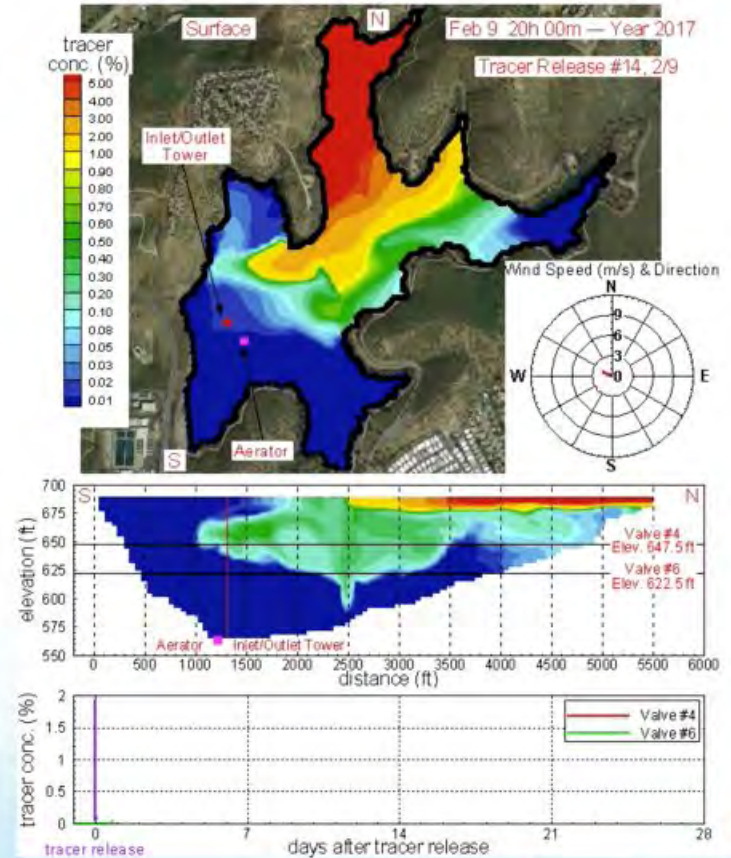 Surface
N
Feb 9 20h 00m — Year 2017
Tracer Release #14, 2/9
tracer
conc. (%)
5.00
4.00
3.00
2.00
1.00
0.90
0.80
0.70
0.60
0.50
0.40
0.30
0.20
0.10
0.08
0.05
0.03
0.02
0.01
Inlet/Outlet
Tower
Aerator
S
Wind Speed (m/s) & Direction
N
9
6
3
0
W
E
S
S
N
elevation (ft)
700
675
650
625
600
575
550
Valve #4
Elev. 647.5 ft
Valve #6
Elev. 622.5 ft
Aerator
Inlet/Outlet Tower
0 500 1000 1500 2000 2500 3000 3500 4000 4500 5000 5500 6000
distance (ft)
tracer conc. (%)
2
1.5
1
0.5
0
Valve #4
Valve #6
0 7 14 21 28
tracer release
days after tracer release